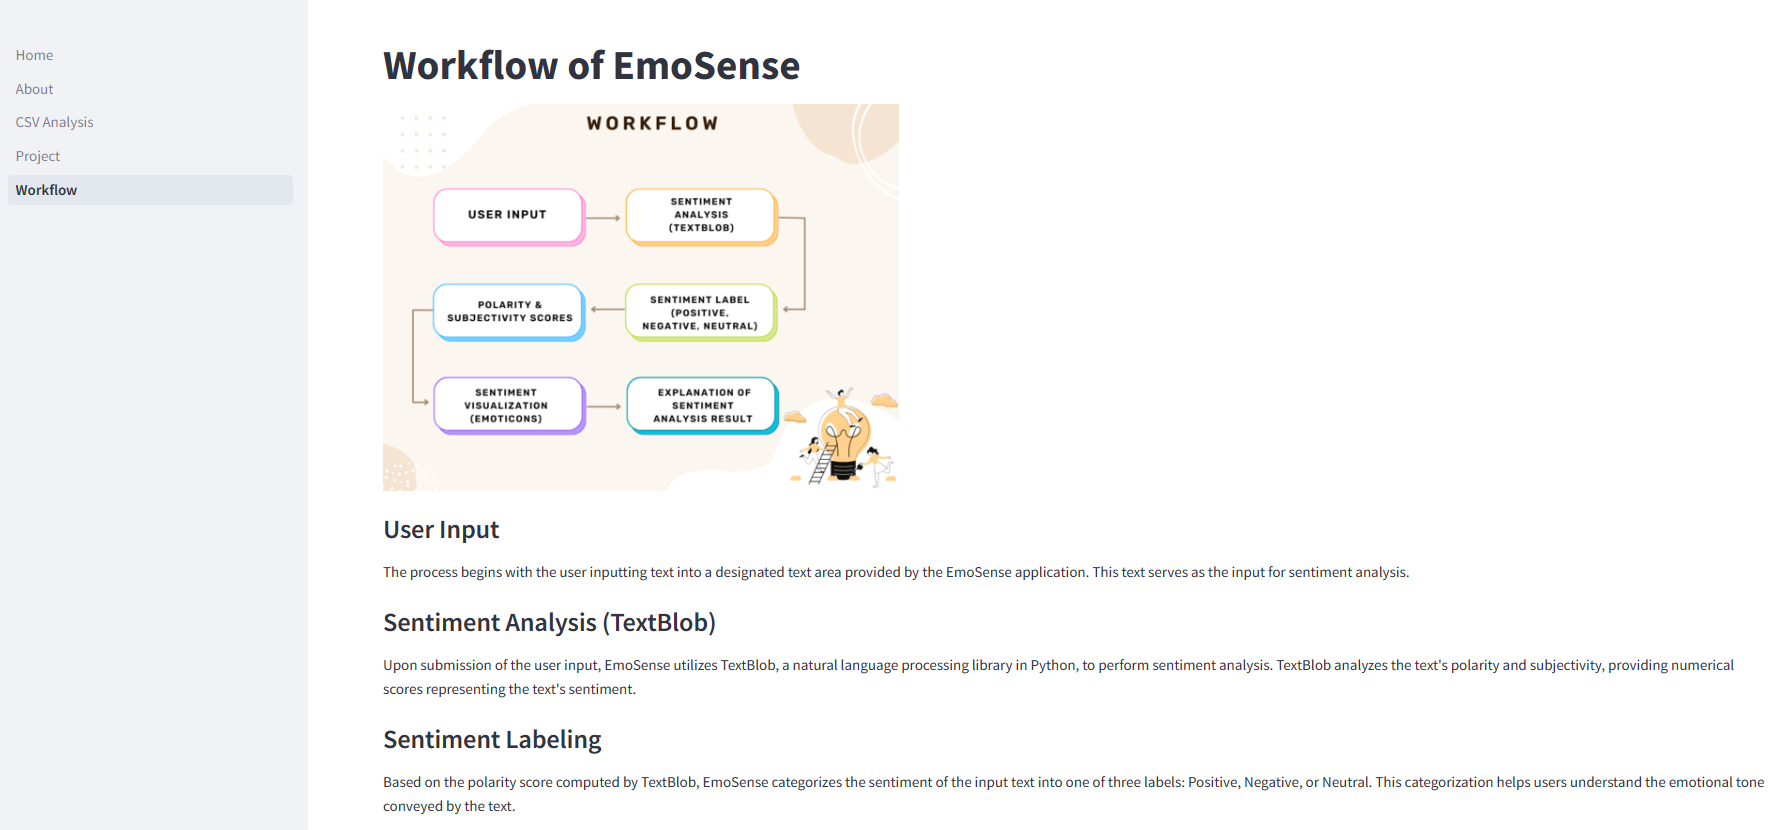 Home
About
CSV Analysis
Project
Workflow
Workflow of EmoSense
WORKFLOW
USER INPUT
SENTIMENT
ANALYSIS
(TEXTBLOB)
SENTIMENT LABEL
(POSITIVE,
NEGATIVE, NEUTRAL)
POLARITY &
SUBJECTIVITY SCORES
SENTIMENT
VISUALIZATION
(EMOTICONS)
EXPLANATION OF
SENTIMENT
ANALYSIS RESULT
User Input
The process begins with the user inputting text into a designated text area provided by the EmoSense application. This text serves as the input for sentiment analysis.
Sentiment Analysis (TextBlob)
Upon submission of the user input, EmoSense utilizes TextBlob, a natural language processing library in Python, to perform sentiment analysis. TextBlob analyzes the text's polarity and subjectivity, providing numerical
scores representing the text's sentiment.
Sentiment Labeling
Based on the polarity score computed by TextBlob, EmoSense categorizes the sentiment of the input text into one of three labels: Positive, Negative, or Neutral. This categorization helps users understand the emotional tone
conveyed by the text.